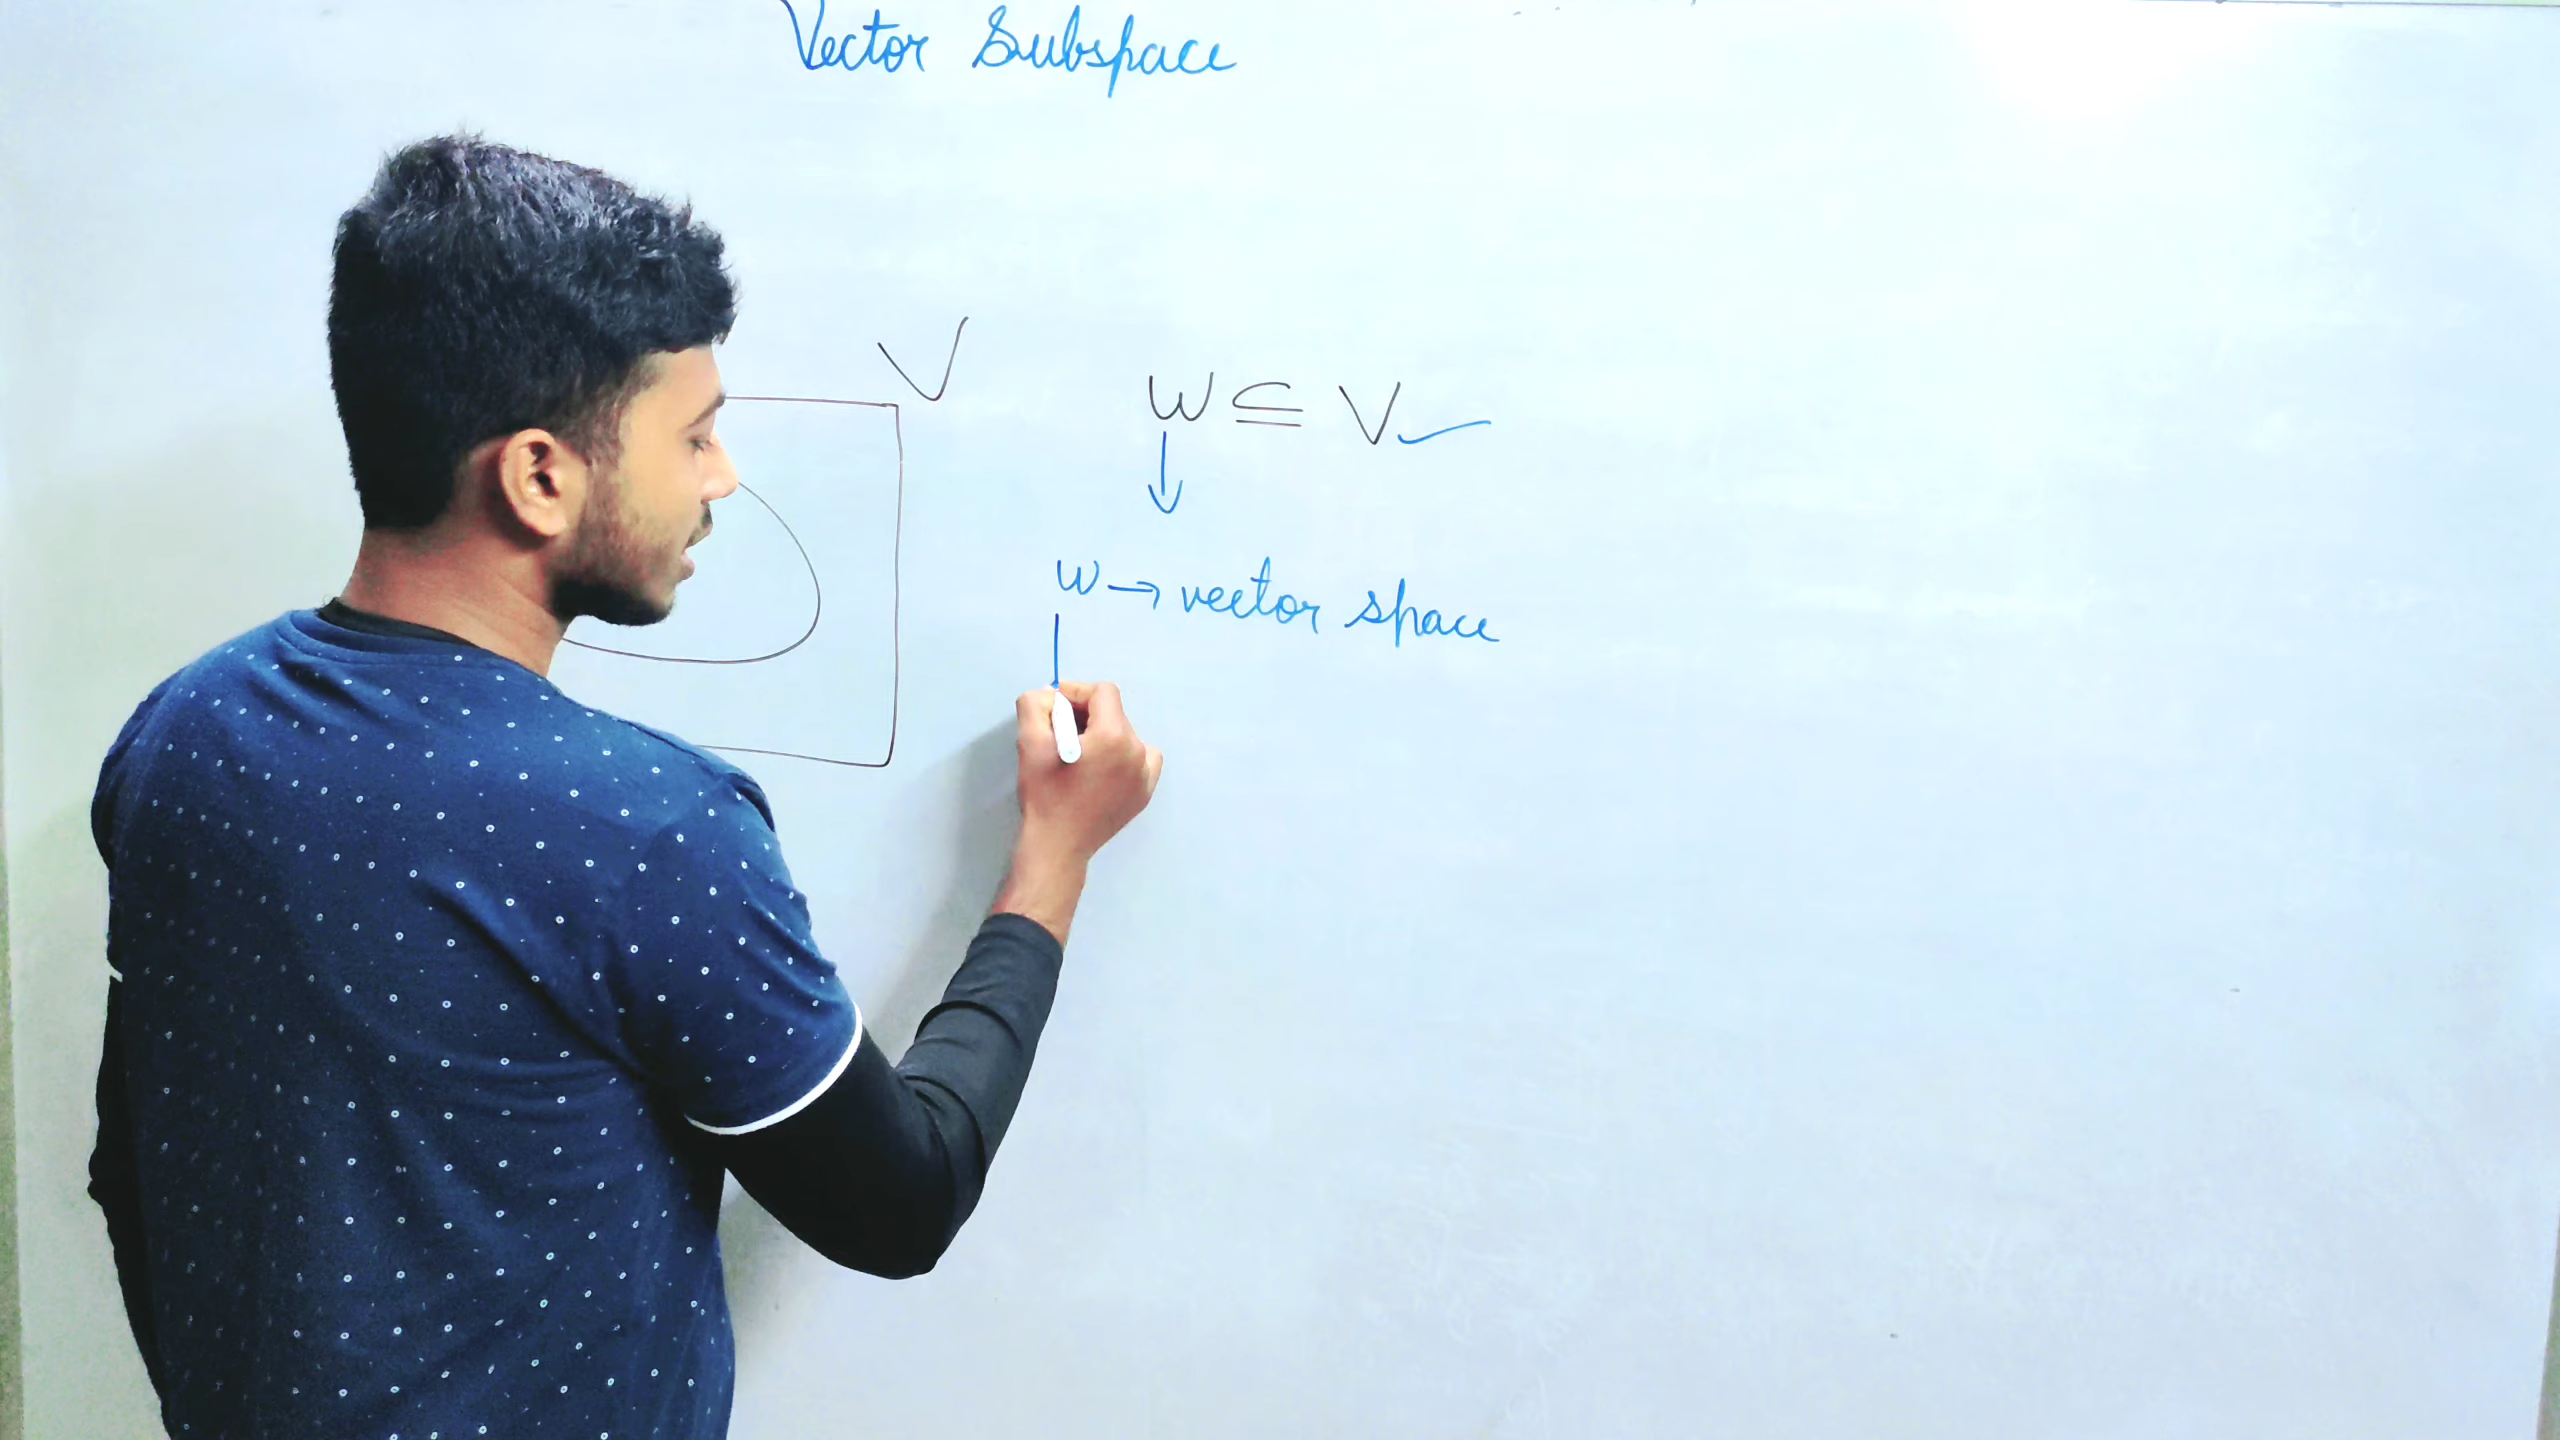 Vector Subspace
V
W ⊆ V ✓
↓
W → vector space